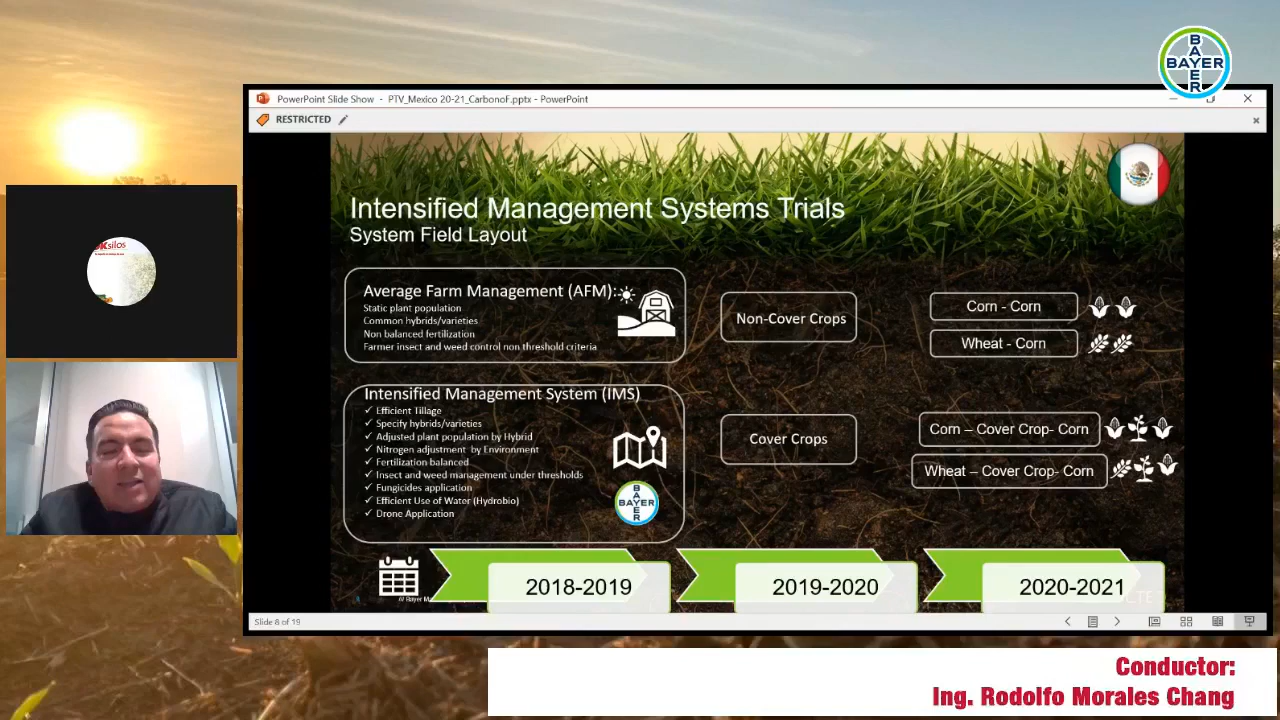 BAYER
BAYER
PowerPoint Slide Show - PTV_Mexico 20-21_CarbonoF.pptx - PowerPoint
RESTRICTED
Intensified Management Systems Trials
System Field Layout
silos
Average Farm Management (AFM):
Static plant population
Common hybrids/varieties
Non balanced fertilization
Farmer insect and weed control non threshold criteria
Non-Cover Crops
Corn - Corn
Wheat - Corn
Intensified Management System (IMS)
✓ Efficient Tillage
✓ Specify hybrids/varieties
✓ Adjusted plant population by Hybrid
✓ Nitrogen adjustment by Environment
✓ Fertilization balanced
✓ Insect and weed management under thresholds
✓ Fungicides application
✓ Efficient Use of Water (Hydrobio)
✓ Drone Application
BAYER
BAYER
Cover Crops
Corn – Cover Crop- Corn
Wheat – Cover Crop- Corn
2018-2019
2019-2020
2020-2021
/// Bayer
Slide 8 of 19
Conductor:
Ing. Rodolfo Morales Chang